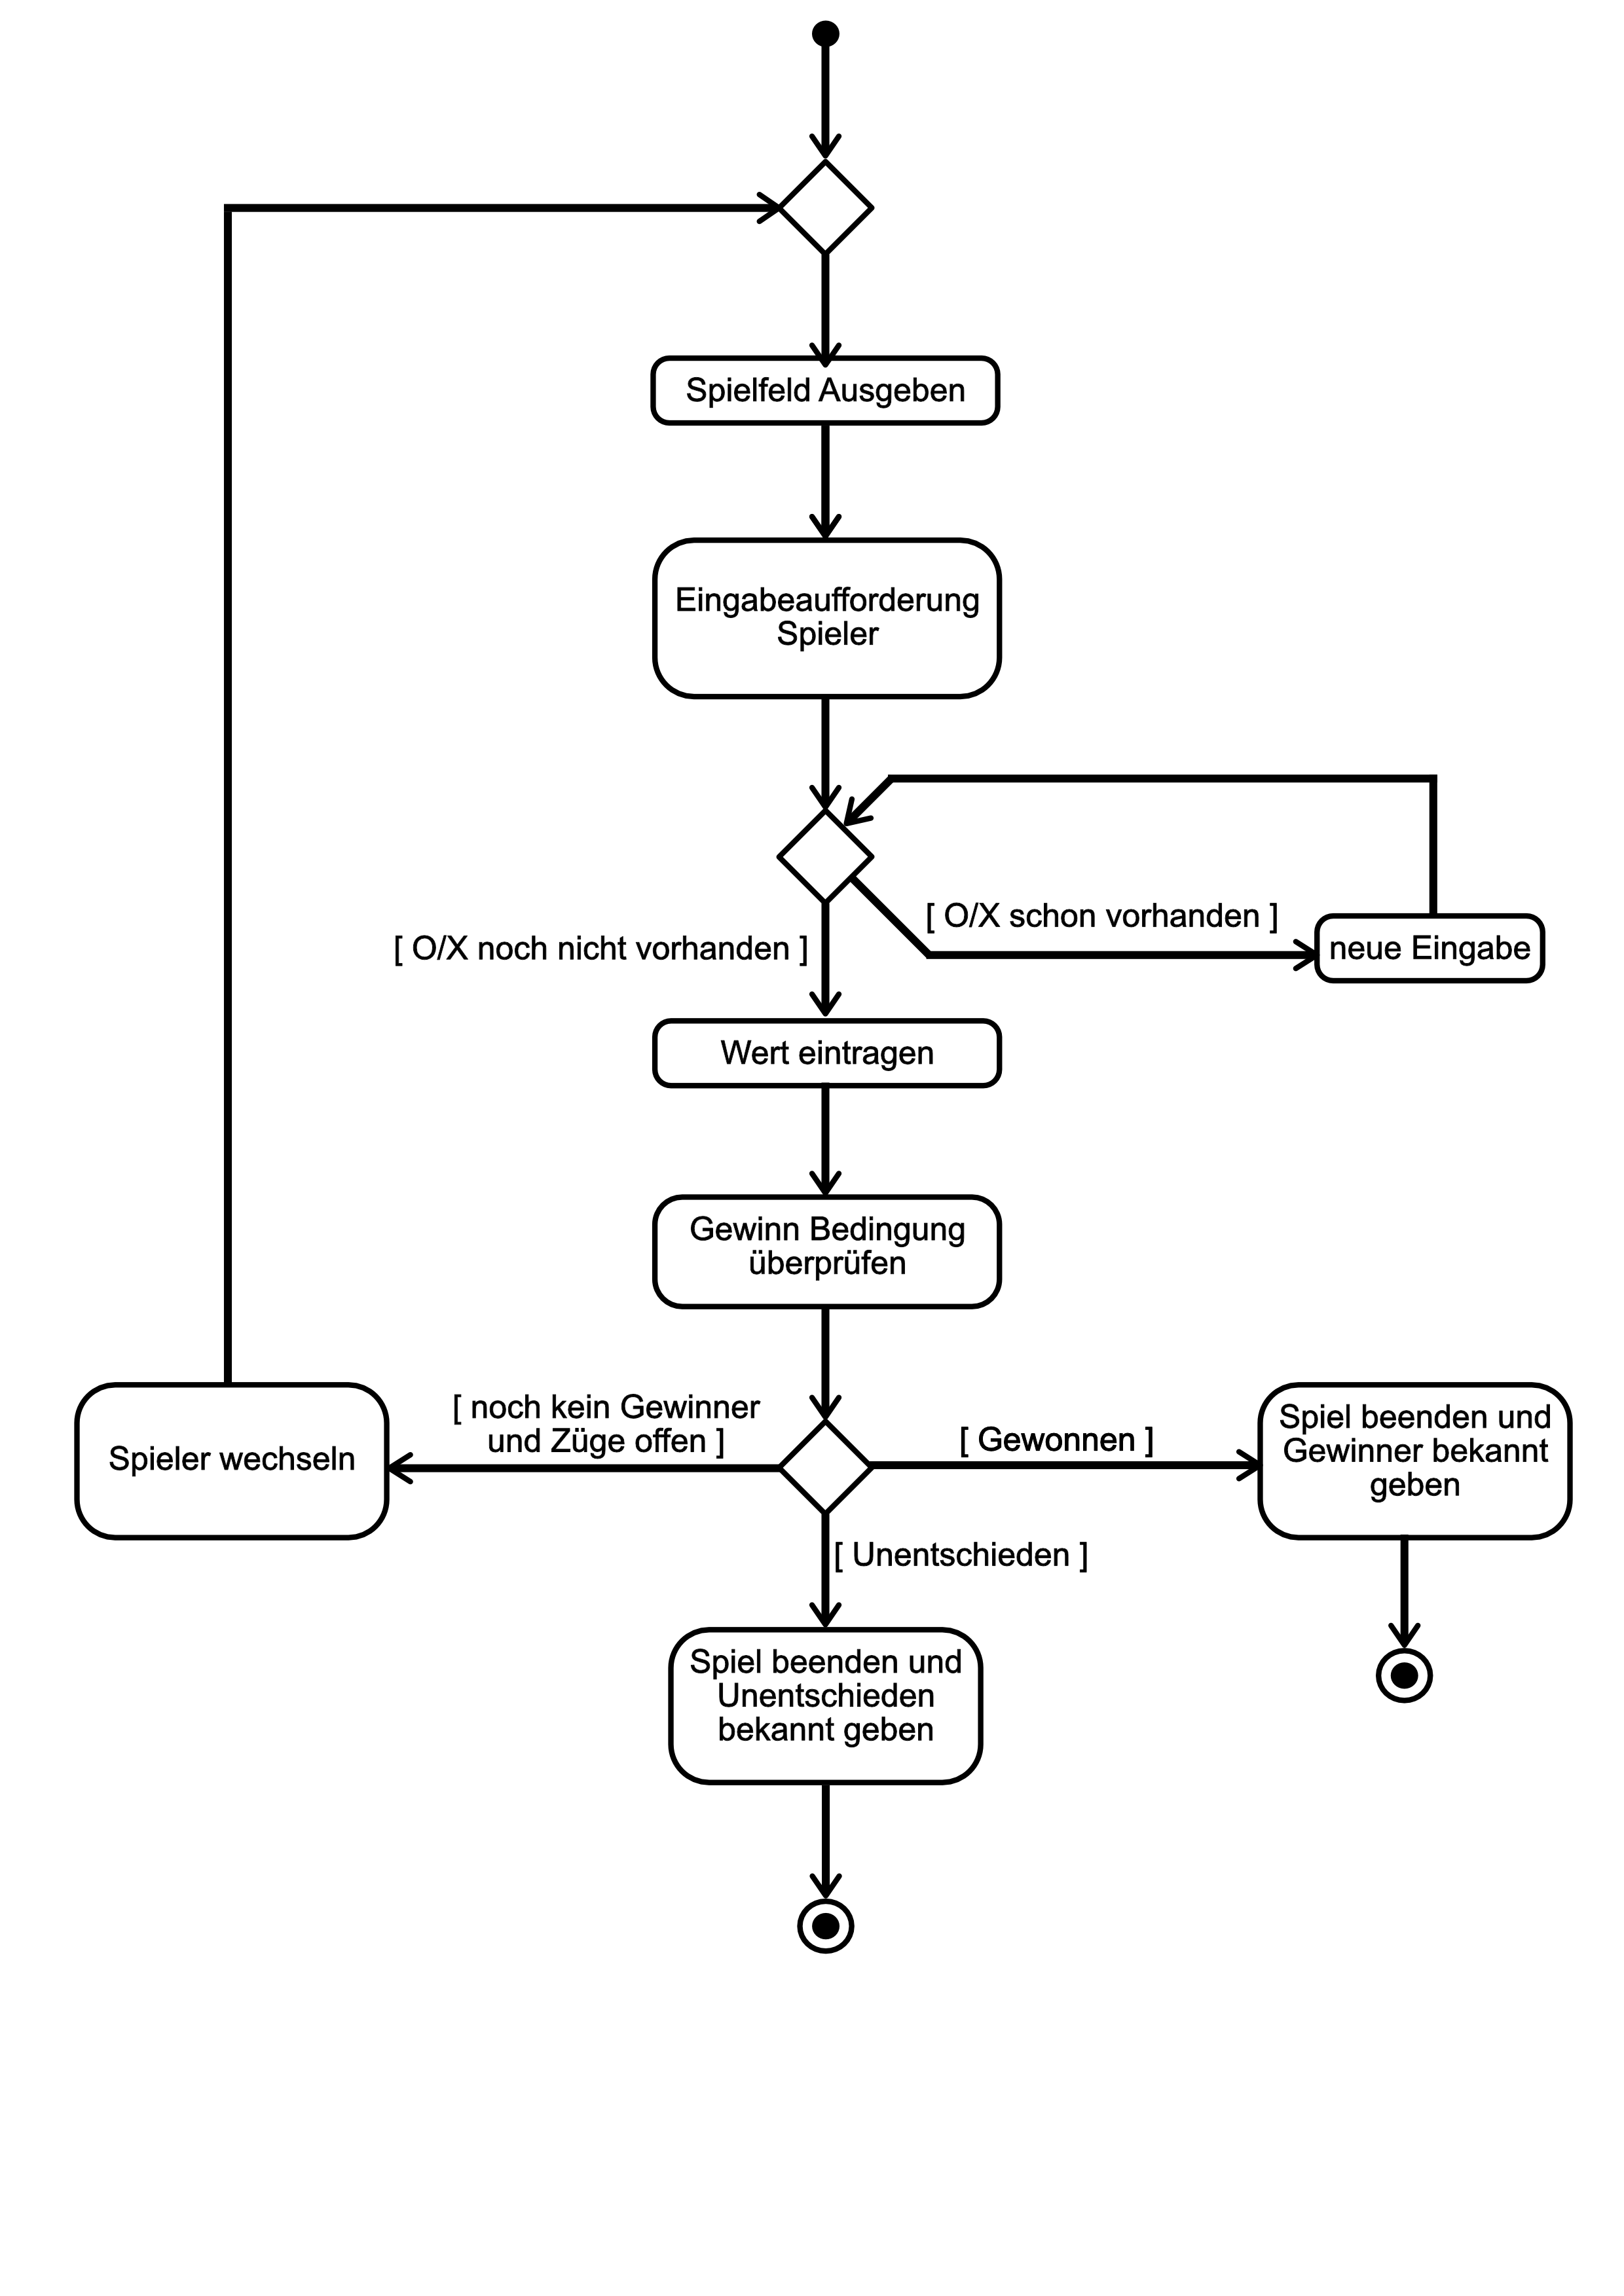 Spielfeld Ausgeben
Eingabeaufforderung
Spieler
[ O/X schon vorhanden ]
neue Eingabe
[ O/X noch nicht vorhanden ]
Wert eintragen
Gewinn Bedingung
überprüfen
[ noch kein Gewinner
und Züge offen ]
Spieler wechseln
[ Gewonnen ]
Spiel beenden und
Gewinner bekannt
geben
[ Unentschieden ]
Spiel beenden und
Unentschieden
bekannt geben